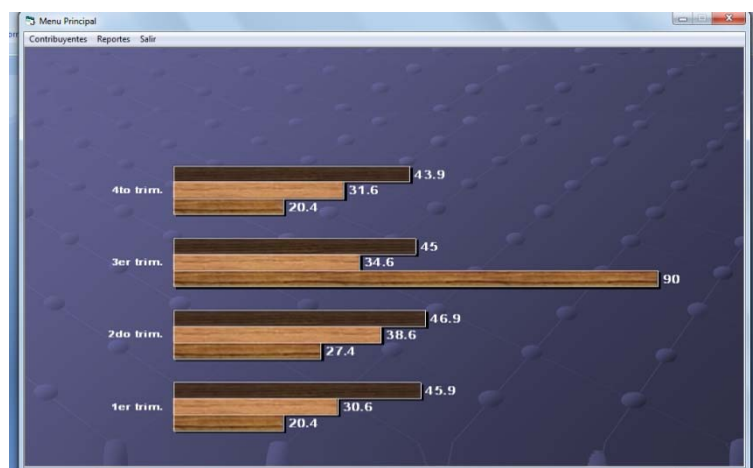 Menu Principal
Contribuyentes Reportes Salir
4to trim.
43.9
31.6
20.4
3er trim.
45
34.6
90
2do trim.
46.9
38.6
27.4
1er trim.
45.9
30.6
20.4